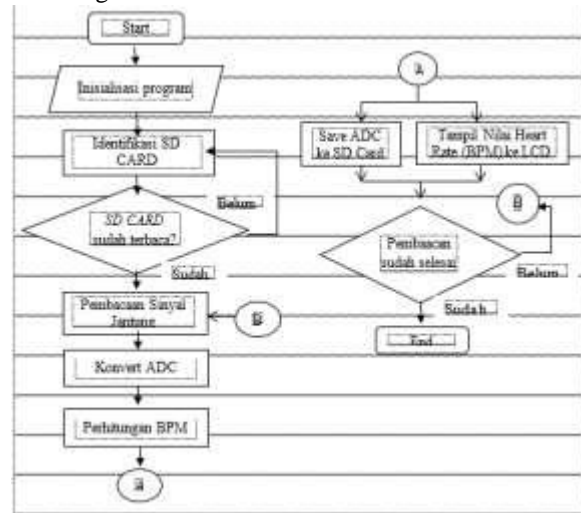 Start
Inisialisasi program
Identifikasi SD
CARD
SD CARD
sudah terbaca?
Belum
Sudah
Pembacaan Sinyal
Jantung
B
Konvert ADC
Perhitungan BPM
A
Save ADC
ke SD Card
Tampil Nilai Heart
Rate (BPM) ke LCD
B
Pembacan
sudah selesai
Belum
Sudah
End